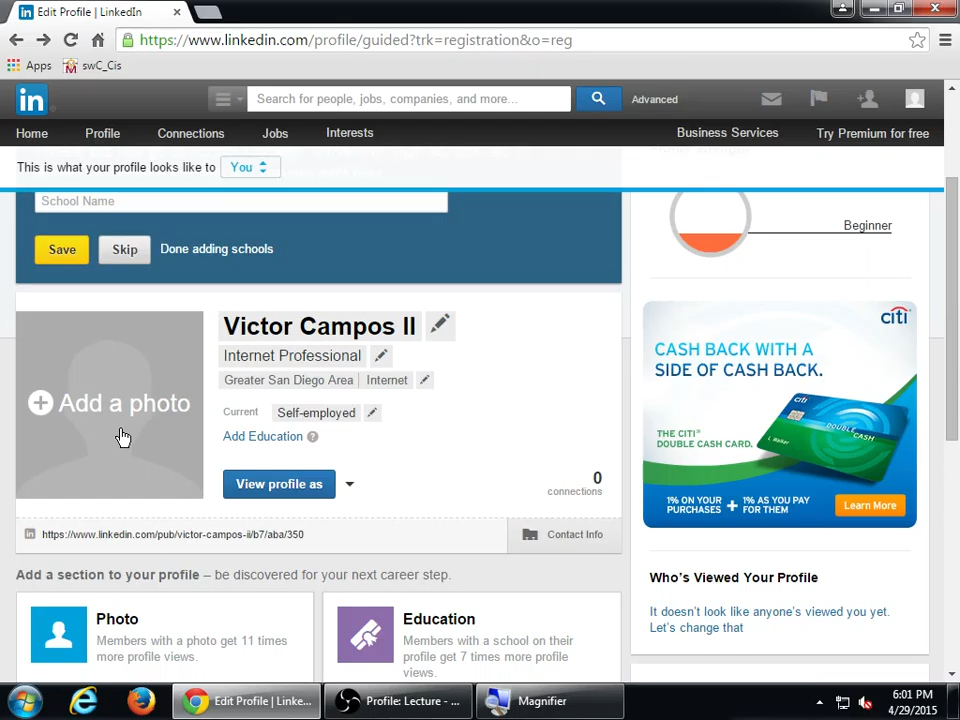 Edit Profile | LinkedIn
https://www.linkedin.com/profile/guided?trk=registration&o=reg
Apps
swC_Cis
in
Search for people, jobs, companies, and more...
Advanced
Home
Profile
Connections
Jobs
Interests
Business Services
Try Premium for free
This is what your profile looks like to
You
School Name
Save
Skip
Done adding schools
Beginner
Add a photo
Victor Campos II
Internet Professional
Greater San Diego Area
Internet
Current
Self-employed
Add Education
View profile as
0
connections
https://www.linkedin.com/pub/victor-campos-ii/b7/aba/350
Contact Info
citi
CASH BACK WITH A
SIDE OF CASH BACK.
THE CITI®
DOUBLE CASH CARD.
citi
DOUBLE
CASH
L Walker
1% ON YOUR
PURCHASES
+
1% AS YOU PAY
FOR THEM
Learn More
Add a section to your profile – be discovered for your next career step.
Photo
Members with a photo get 11 times
more profile views.
Education
Members with a school on their
profile get 7 times more profile
views.
Who's Viewed Your Profile
It doesn't look like anyone's viewed you yet.
Let's change that
Edit Profile | Linke...
Profile: Lecture - ...
Magnifier
6:01 PM
4/29/2015